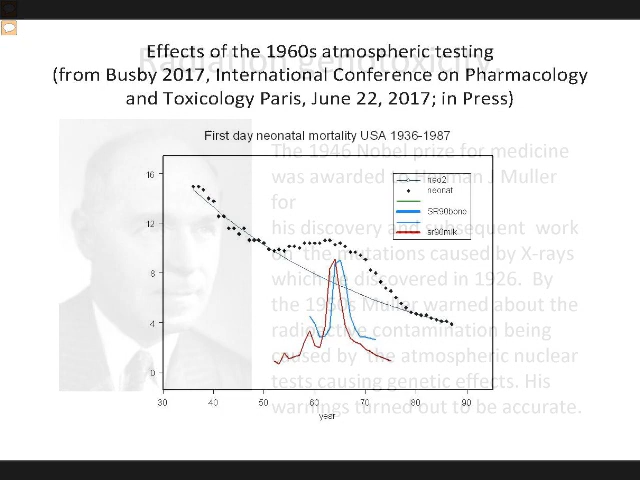 Radiation genotoxicity
Effects of the 1960s atmospheric testing
(from Busby 2017, International Conference on Pharmacology
and Toxicology Paris, June 22, 2017; in Press)
First day neonatal mortality USA 1936-1987
The 1946 Nobel prize for medicine
was awarded to Herman J Muller
for
his discovery and subsequent work
on the mutations caused by X-rays
which he discovered in 1926. By
the 19 Muller warned about the
radioactive contamination being
caused by the atmospheric nuclear
tests causing genetic effects. His
warnings turned out to be accurate.
neonat
SR90bone
sr90milk
16
12
8
4
0
30 40 50 60 70 80 90
year